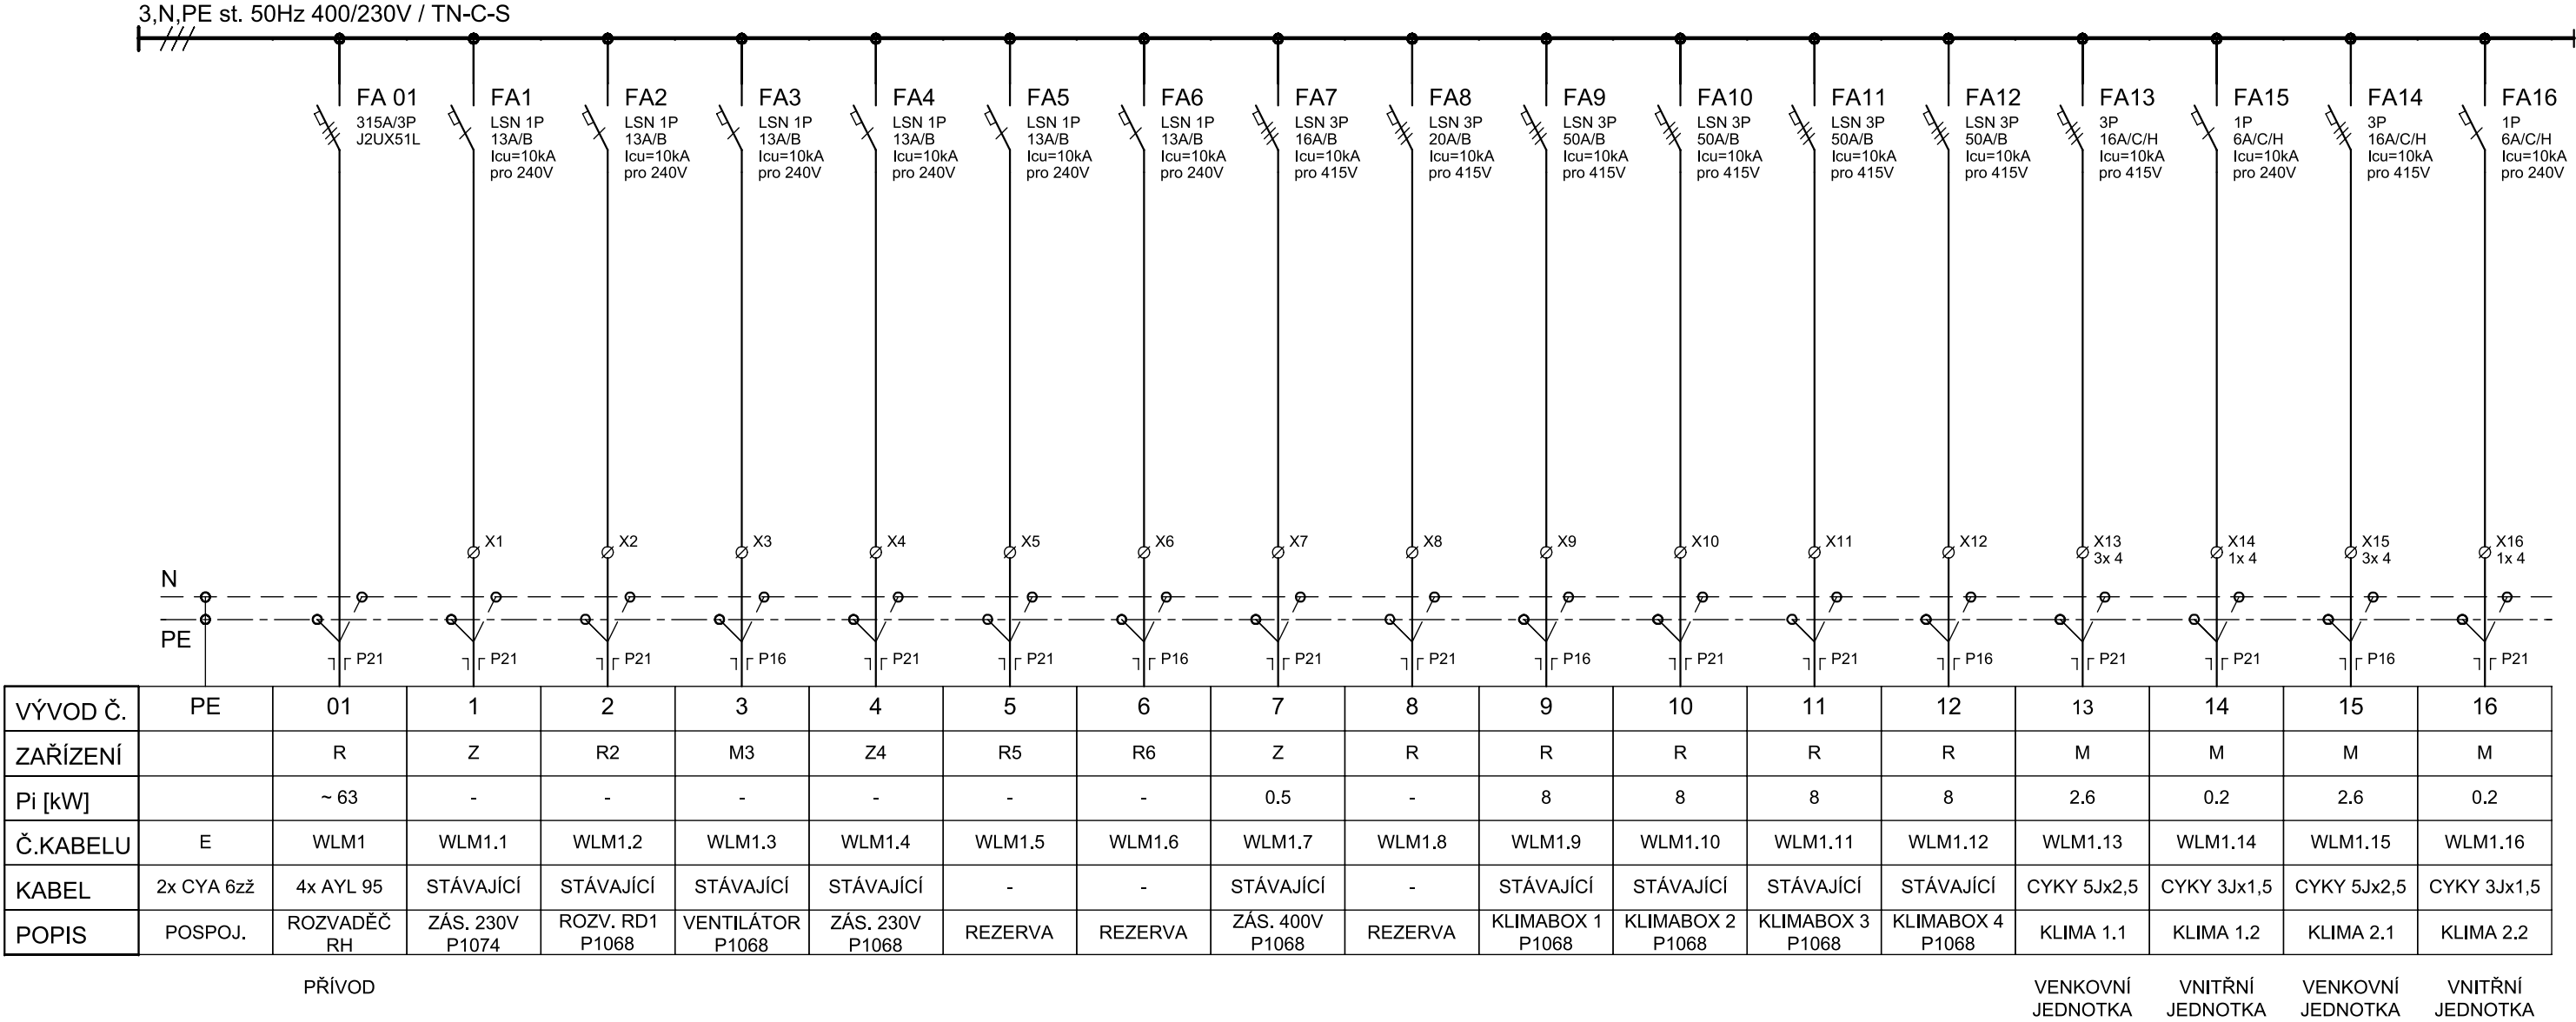 3,N,PE st. 50Hz 400/230V / TN-C-S
FA 01
315A/3P
J2UX51L
FA1
LSN 1P
13A/B
Icu=10kA
pro 240V
FA2
LSN 1P
13A/B
Icu=10kA
pro 240V
FA3
LSN 1P
13A/B
Icu=10kA
pro 240V
FA4
LSN 1P
13A/B
Icu=10kA
pro 240V
FA5
LSN 1P
13A/B
Icu=10kA
pro 240V
FA6
LSN 1P
13A/B
Icu=10kA
pro 240V
FA7
LSN 3P
16A/B
Icu=10kA
pro 415V
FA8
LSN 3P
20A/B
Icu=10kA
pro 415V
FA9
LSN 3P
50A/B
Icu=10kA
pro 415V
FA10
LSN 3P
50A/B
Icu=10kA
pro 415V
FA11
LSN 3P
50A/B
Icu=10kA
pro 415V
FA12
LSN 3P
50A/B
Icu=10kA
pro 415V
FA13
3P
16A/C/H
Icu=10kA
pro 415V
FA15
1P
6A/C/H
Icu=10kA
pro 240V
FA14
3P
16A/C/H
Icu=10kA
pro 415V
FA16
1P
6A/C/H
Icu=10kA
pro 240V
X1 X2 X3 X4 X5 X6 X7 X8 X9 X10 X11 X12 X13 X14 X15 X16
3x 4 1x 4 3x 4 1x 4
N
PE
P21 P21 P21 P16 P21 P21 P16 P21 P21 P16 P21 P21 P16 P21 P21 P16 P21
VÝVOD Č. PE 01 1 2 3 4 5 6 7 8 9 10 11 12 13 14 15 16
ZAŘÍZENÍ R Z R2 M3 Z4 R5 R6 Z R R R R R M M M M
Pi [kW] ~ 63 - - - - - - 0.5 - 8 8 8 8 2.6 0.2 2.6 0.2
Č.KABELU E WLM1 WLM1.1 WLM1.2 WLM1.3 WLM1.4 WLM1.5 WLM1.6 WLM1.7 WLM1.8 WLM1.9 WLM1.10 WLM1.11 WLM1.12 WLM1.13 WLM1.14 WLM1.15 WLM1.16
KABEL 2x CYA 6zž 4x AYL 95 STÁVAJÍCÍ STÁVAJÍCÍ STÁVAJÍCÍ STÁVAJÍCÍ - - STÁVAJÍCÍ - STÁVAJÍCÍ STÁVAJÍCÍ STÁVAJÍCÍ STÁVAJÍCÍ CYKY 5Jx2,5 CYKY 3Jx1,5 CYKY 5Jx2,5 CYKY 3Jx1,5
POPIS
POSPOJ.
ROZVADĚČ
RH
ZÁS. 230V
P1074
ROZV. RD1
P1068
VENTILÁTOR
P1068
ZÁS. 230V
P1068
REZERVA
REZERVA
ZÁS. 400V
P1068
REZERVA
KLIMABOX 1
P1068
KLIMABOX 2
P1068
KLIMABOX 3
P1068
KLIMABOX 4
P1068
KLIMA 1.1
KLIMA 1.2
KLIMA 2.1
KLIMA 2.2
PŘÍVOD
VENKOVNÍ
JEDNOTKA
VNITŘNÍ
JEDNOTKA
VENKOVNÍ
JEDNOTKA
VNITŘNÍ
JEDNOTKA